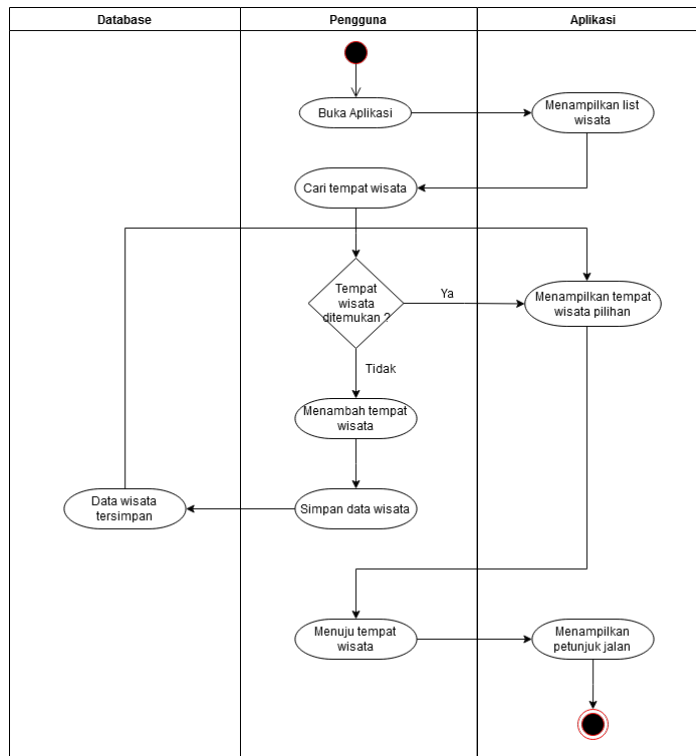 Database
Pengguna
Aplikasi
Buka Aplikasi
Menampilkan list
wisata
Cari tempat wisata
Tempat
wisata
ditemukan ?
Ya
Menampilkan tempat
wisata pilihan
Tidak
Menambah tempat
wisata
Simpan data wisata
Data wisata
tersimpan
Menuju tempat
wisata
Menampilkan
petunjuk jalan